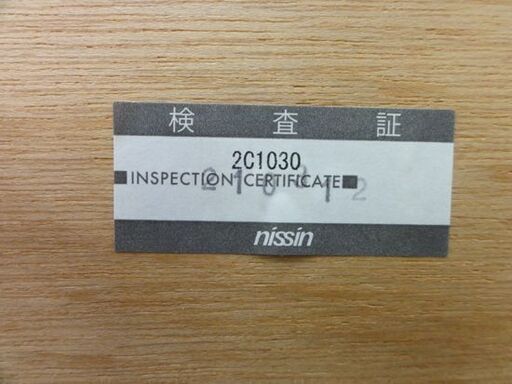 検査証
2C1030
INSPECTION CERTIFICATE
nissin